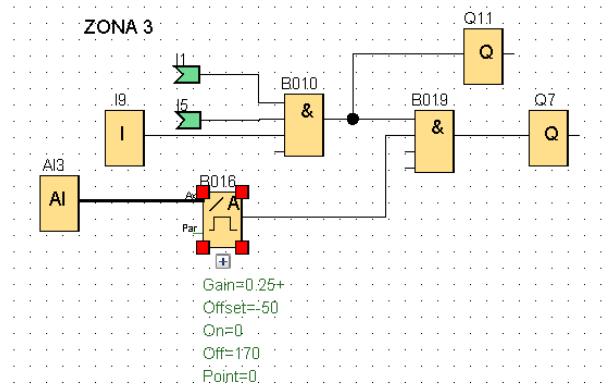 ZONA 3
Q11
I1
Q
B010
I9
I5
&
B019
Q7
I
&
Q
AI3
B016
AI
A
Par
Gain=0.25+
Offset=-50
On=0
Off=170
Point=0